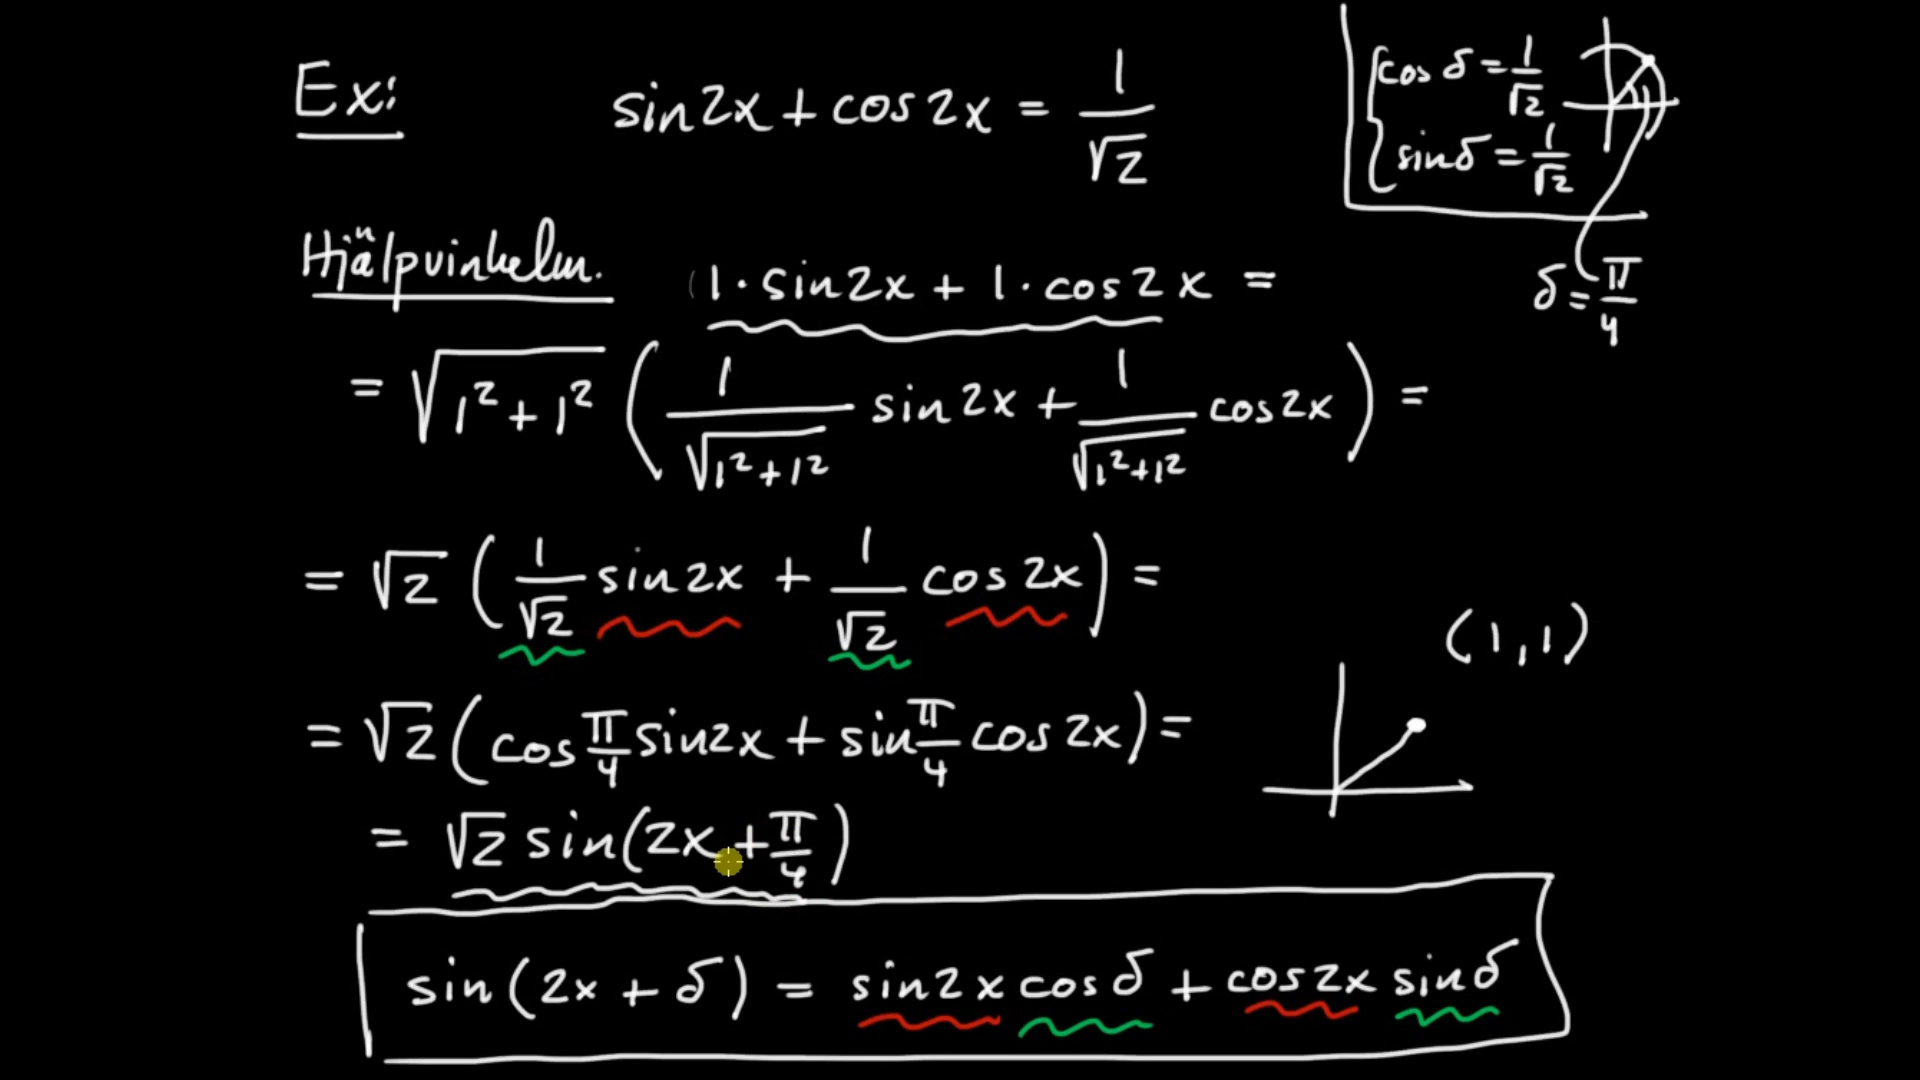 Ex: sin2x + cos2x = 1/√2
{cos δ = 1/√2
sin δ = 1/√2
δ = π/4
Hjälpvinkeln. 1·sin2x + 1·cos2x =
= √(1²+1²) (1/√(1²+1²) sin2x + 1/√(1²+1²) cos2x) =
= √2 (1/√2 sin2x + 1/√2 cos2x) =
(1,1)
= √2 (cos π/4 sin2x + sin π/4 cos2x) =
= √2 sin(2x + π/4)
sin(2x + δ) = sin2x cosδ + cos2x sinδ